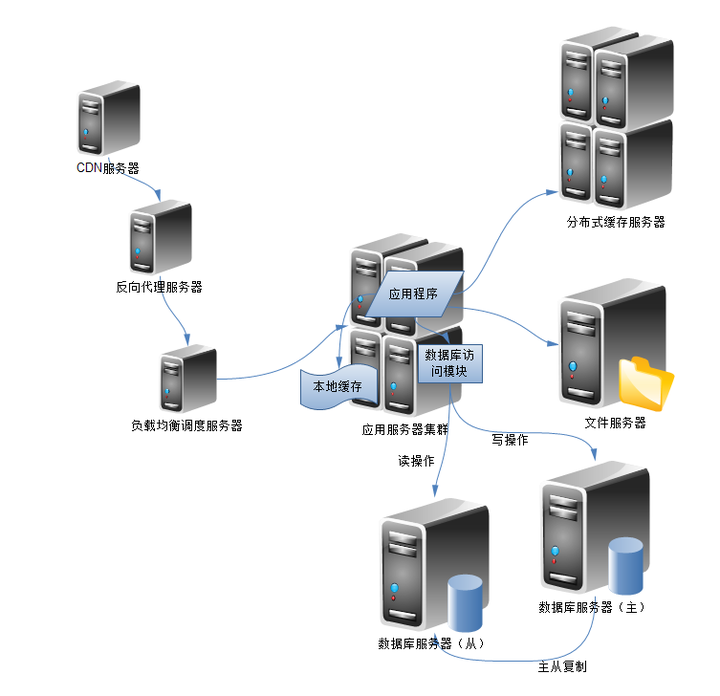 CDN服务器
分布式缓存服务器
反向代理服务器
应用程序
数据库访
问模块
本地缓存
负载均衡调度服务器
应用服务器集群
文件服务器
写操作
读操作
数据库服务器（主）
数据库服务器（从）
主从复制